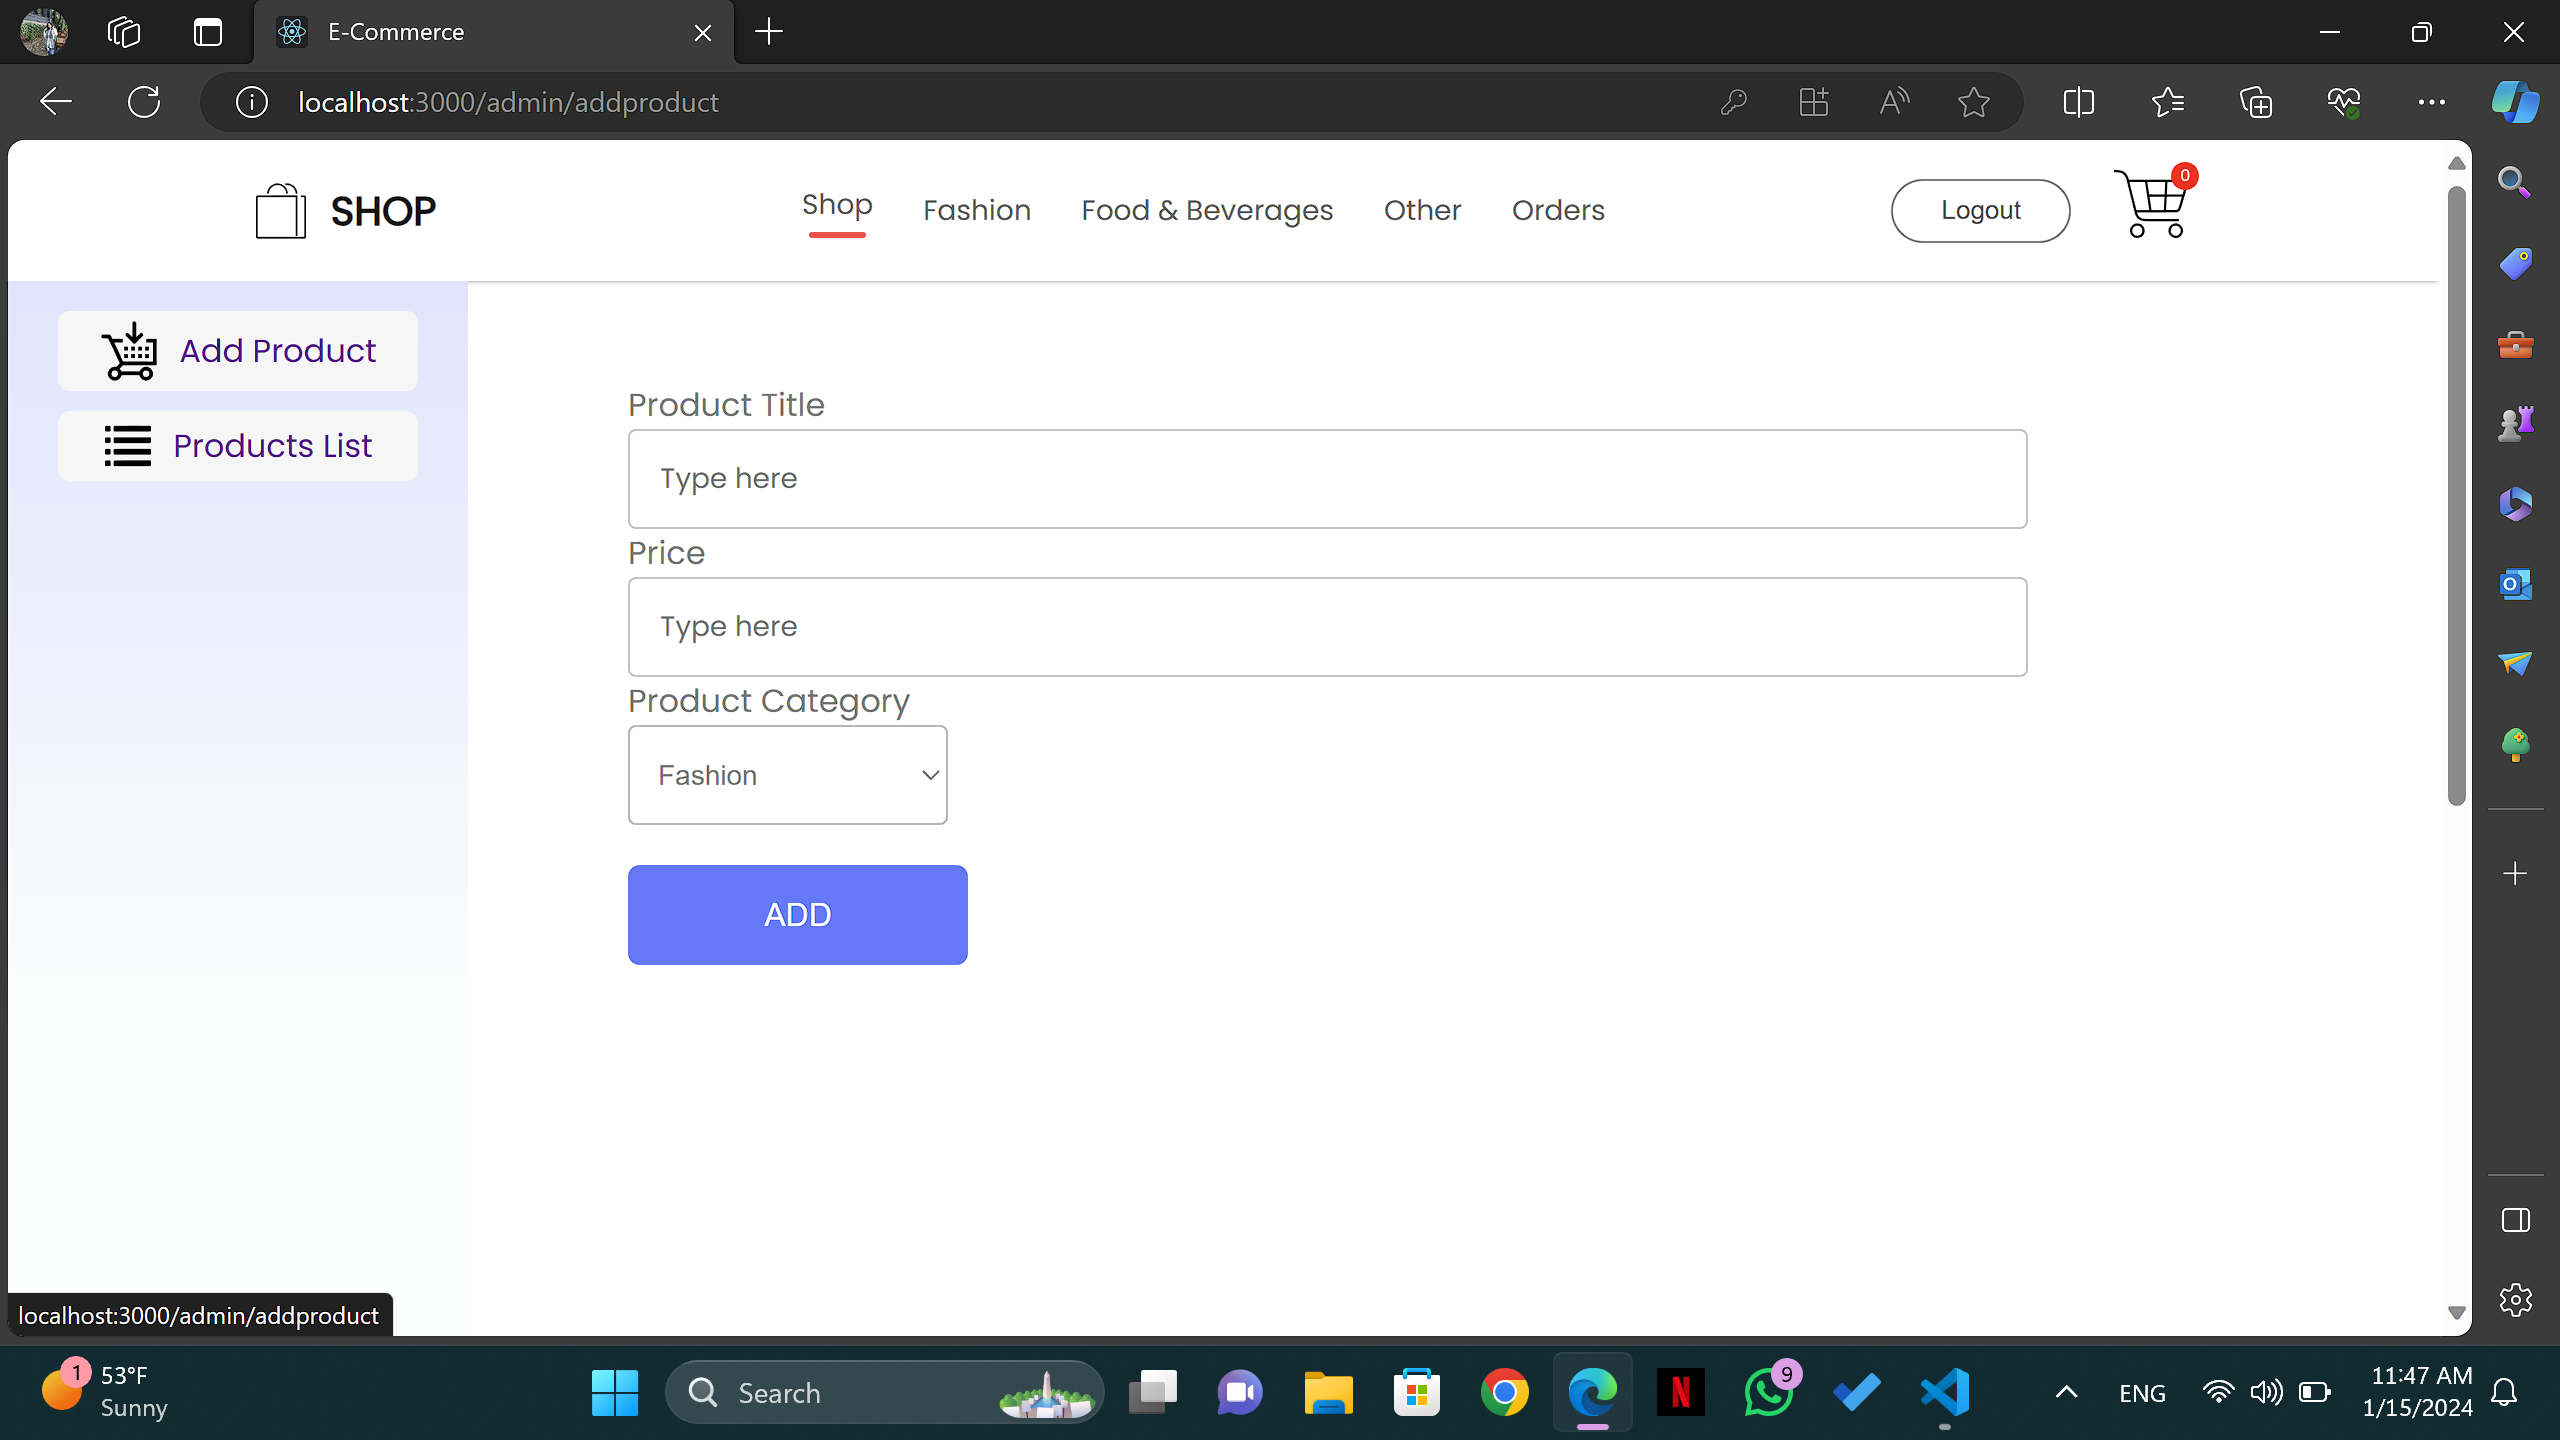 E-Commerce
localhost:3000/admin/addproduct
SHOP
Shop
Fashion
Food & Beverages
Other
Orders
Logout
0
Add Product
Products List
Product Title
Type here
Price
Type here
Product Category
Fashion
ADD
localhost:3000/admin/addproduct
1
53°F
Sunny
Search
9
ENG
11:47 AM
1/15/2024